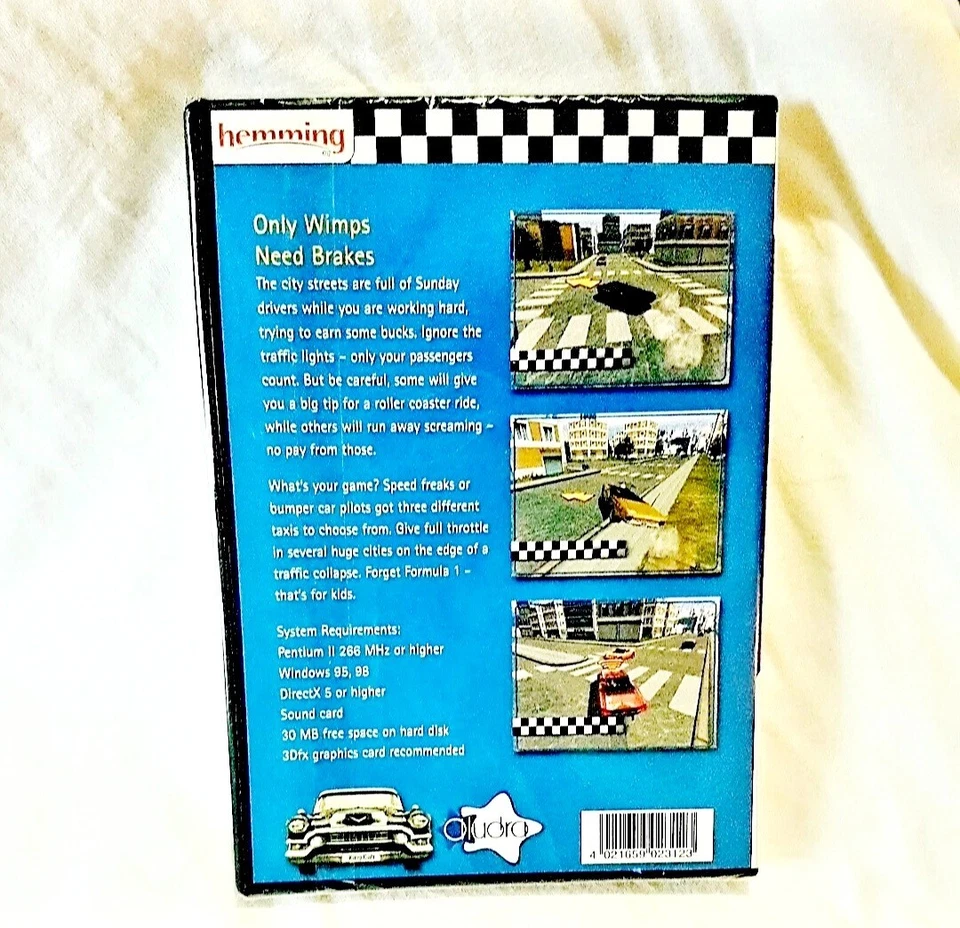 hemming
Only Wimps
Need Brakes
The city streets are full of Sunday
drivers while you are working hard,
trying to earn some bucks. Ignore the
traffic lights – only your passengers
count. But be careful, some will give
you a big tip for a roller coaster ride,
while others will run away screaming –
no pay from those.
What's your game? Speed freaks or
bumper car pilots got three different
taxis to choose from. Give full throttle
in several huge cities on the edge of a
traffic collapse. Forget Formula 1 –
that's for kids.
System Requirements:
Pentium II 266 MHz or higher
Windows 95, 98
DirectX 5 or higher
Sound card
30 MB free space on hard disk
3Dfx graphics card recommended
aludra
4 021659 023123